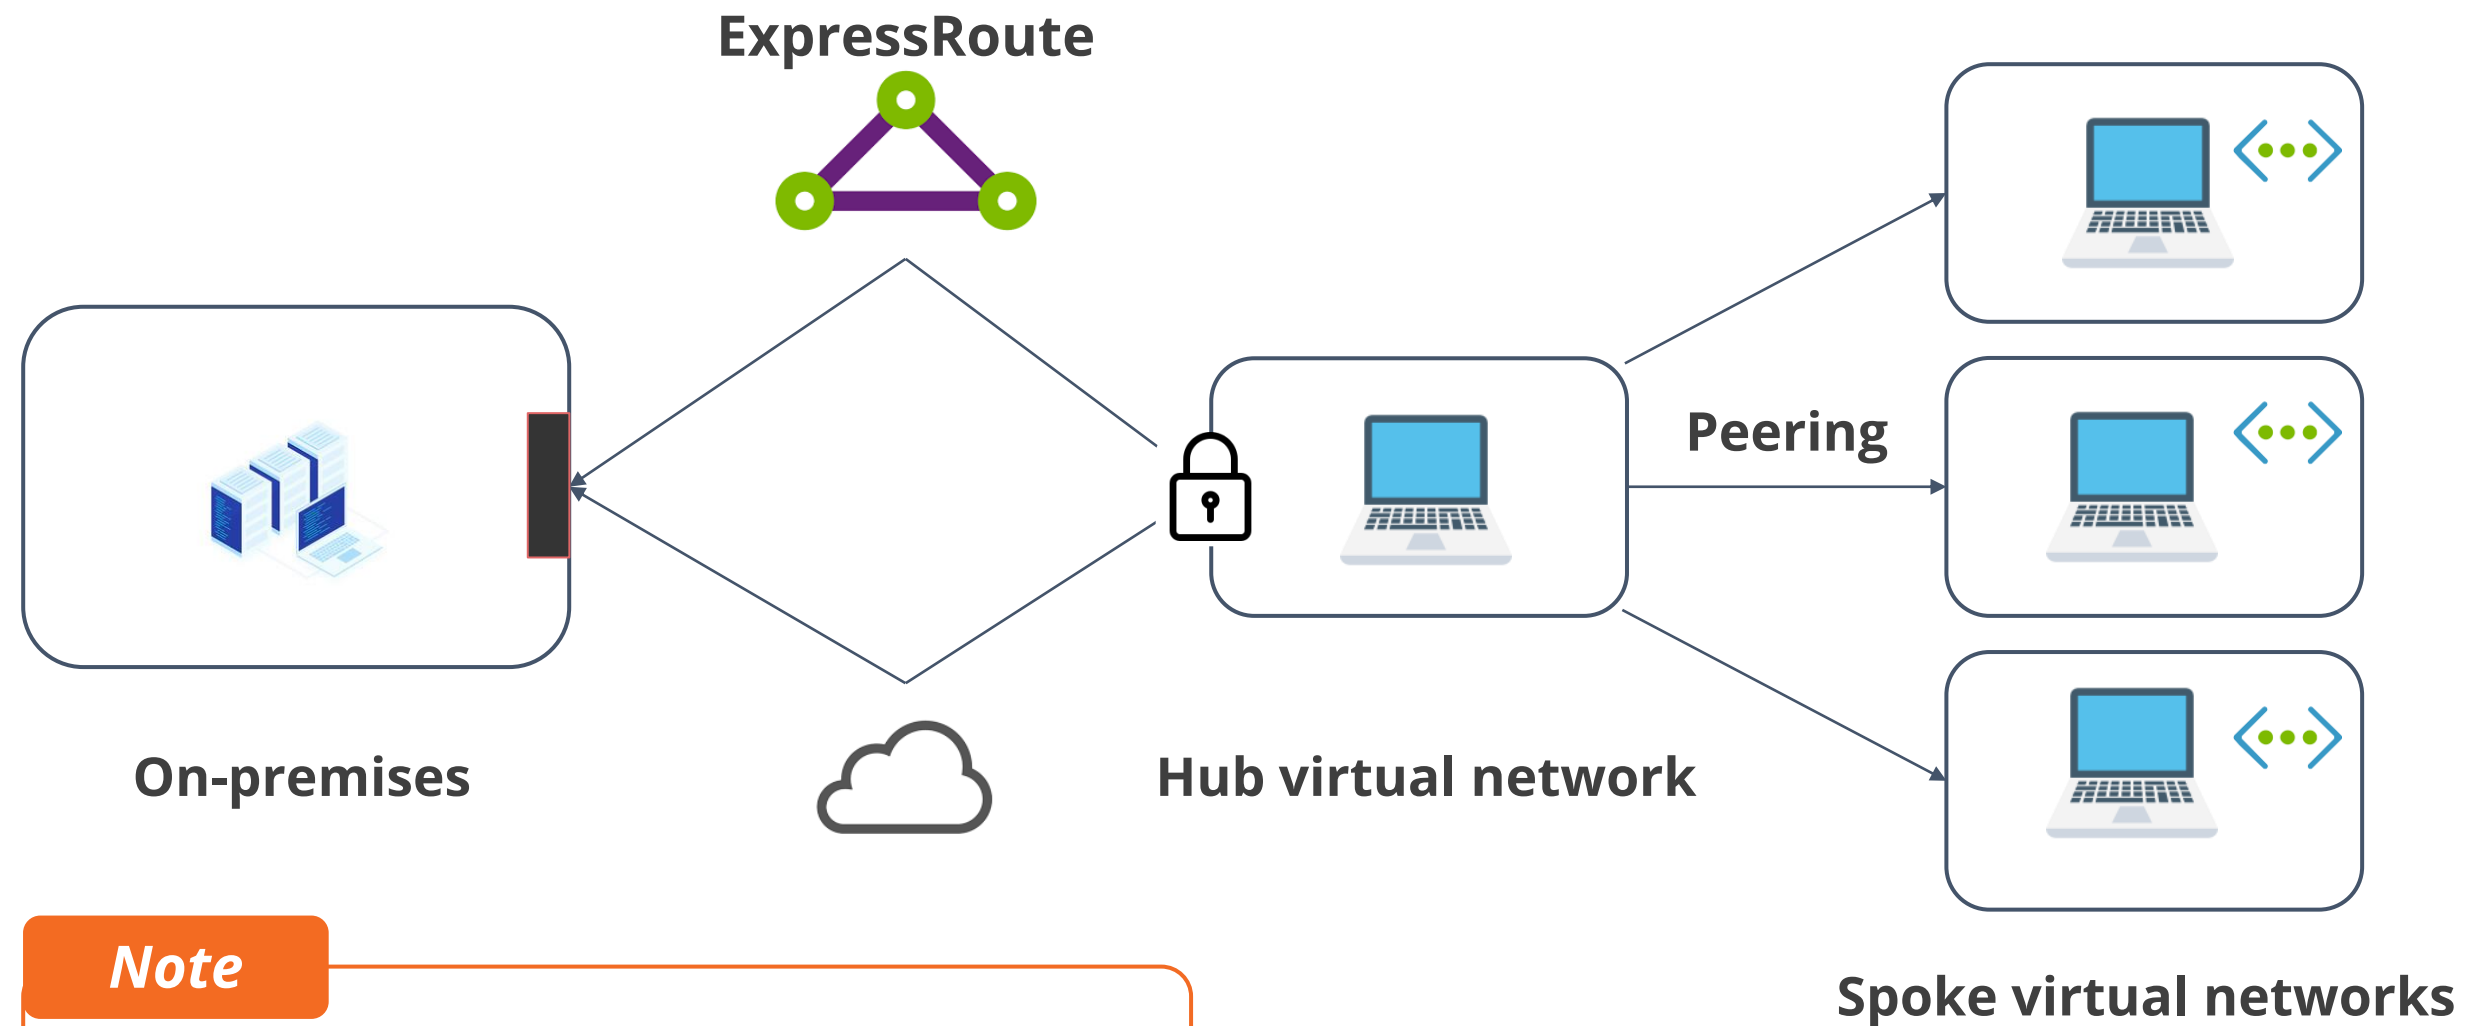 ExpressRoute
Peering
On-premises
Hub virtual network
Note
Spoke virtual networks